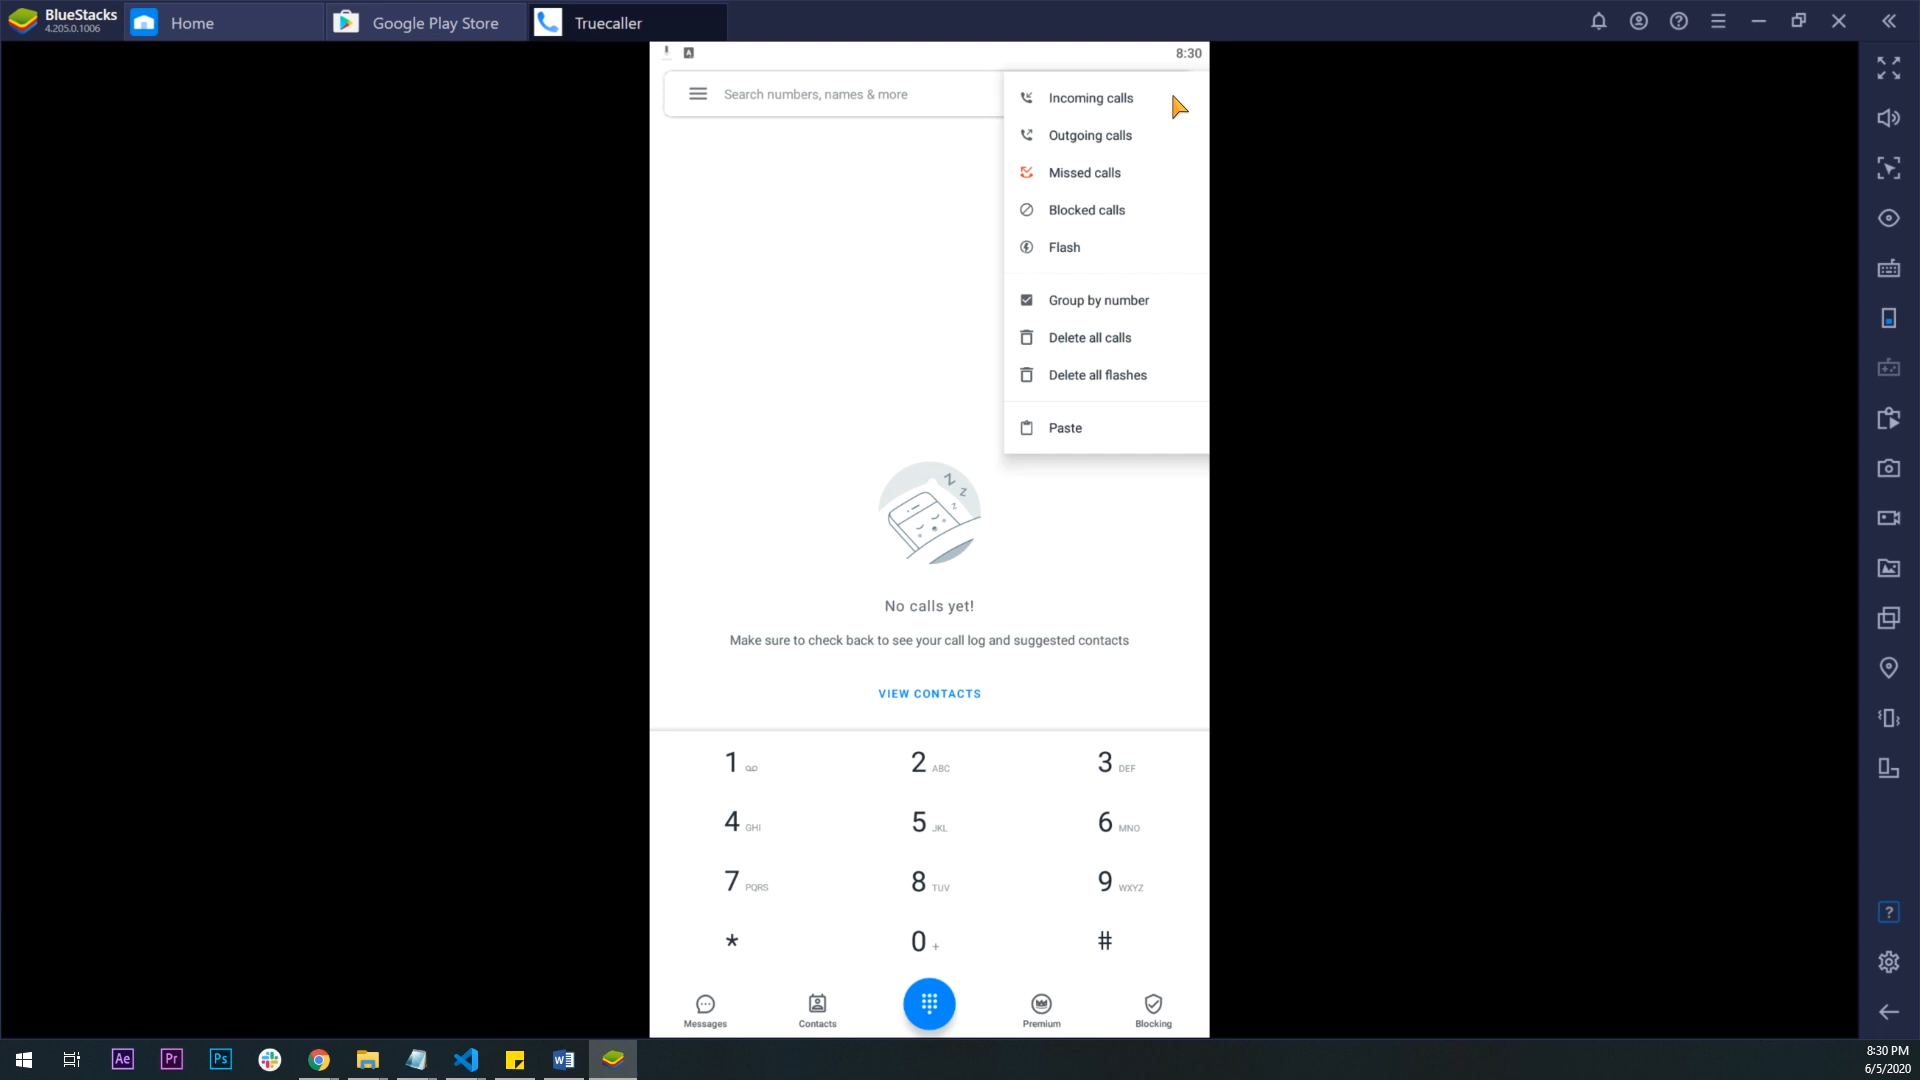 BlueStacks
4.205.0.1006
Home
Google Play Store
Truecaller
8:30
Search numbers, names & more
Incoming calls
Outgoing calls
Missed calls
Blocked calls
Flash
Group by number
Delete all calls
Delete all flashes
Paste
Z
z
z
No calls yet!
Make sure to check back to see your call log and suggested contacts
VIEW CONTACTS
1
2 ABC
3 DEF
4 GHI
5 JKL
6 MNO
7 PQRS
8 TUV
9 WXYZ
*
0 +
#
Messages
Contacts
Premium
Blocking
Ae
Pr
Ps
8:30 PM
6/5/2020